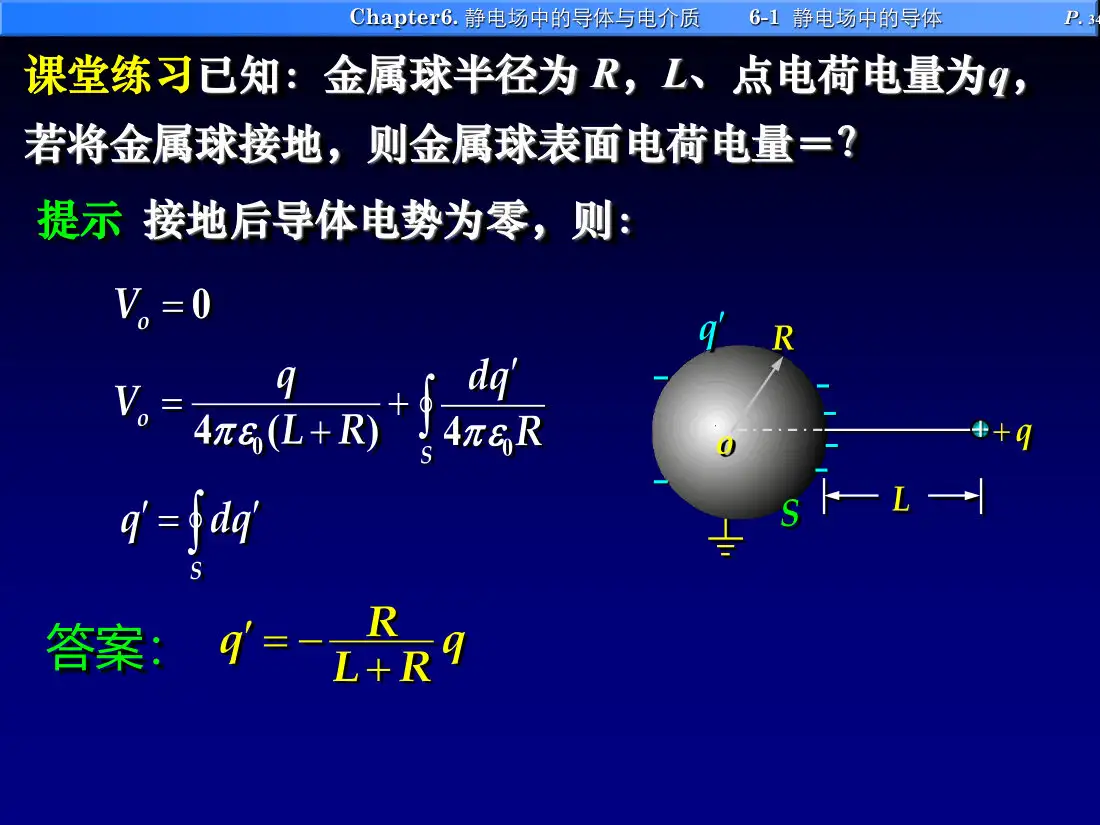 Chapter6. 静电场中的导体与电介质 6-1 静电场中的导体 P. 34
课堂练习已知：金属球半径为 R，L、点电荷电量为q，
若将金属球接地，则金属球表面电荷电量＝？
提示 接地后导体电势为零，则：
V_o = 0
V_o = q / 4πε_0(L+R) + ∮_S dq′ / 4πε_0R
q′ = ∮_S dq′
答案： q′ = − R / L+R q
q′ R
o + q
L
S